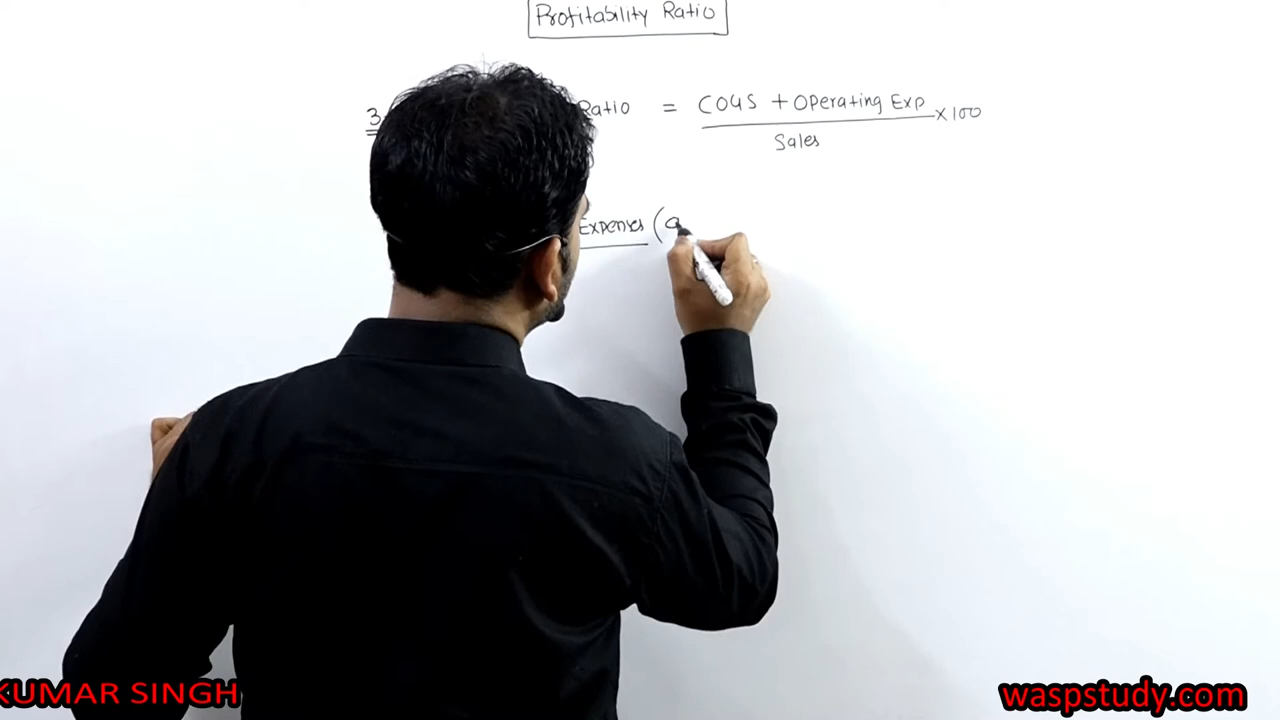 Profitability Ratio
3 Ratio = COGS + Operating Exp × 100
Sales
Expenses (
KUMAR SINGH
waspstudy.com